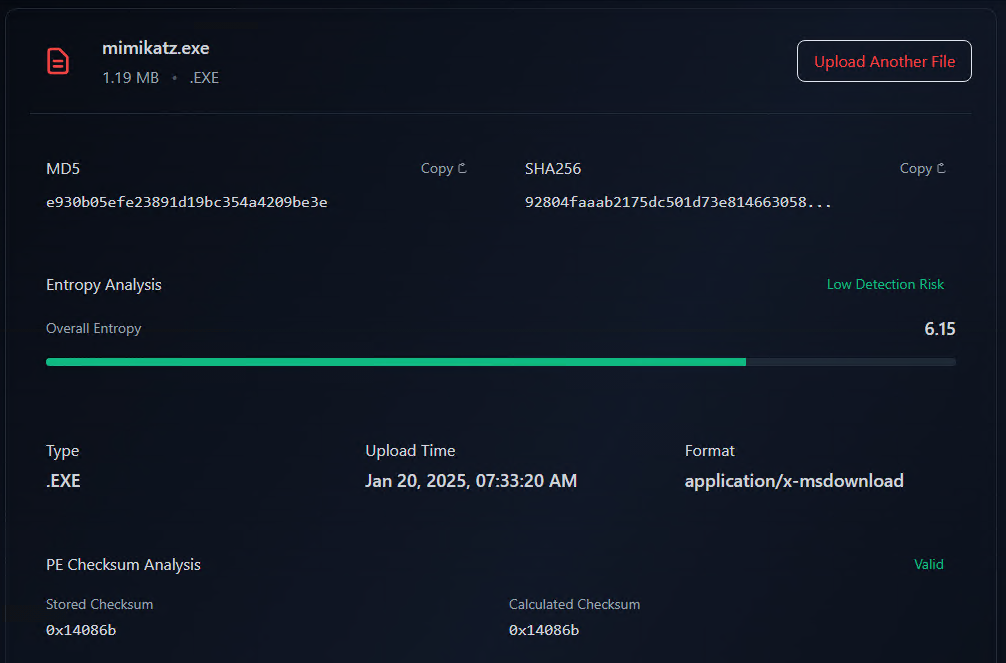 mimikatz.exe
1.19 MB • .EXE
Upload Another File
MD5
Copy
e930b05efe23891d19bc354a4209be3e
SHA256
Copy
92804faaab2175dc501d73e814663058...
Entropy Analysis
Low Detection Risk
Overall Entropy
6.15
Type
.EXE
Upload Time
Jan 20, 2025, 07:33:20 AM
Format
application/x-msdownload
PE Checksum Analysis
Valid
Stored Checksum
0x14086b
Calculated Checksum
0x14086b